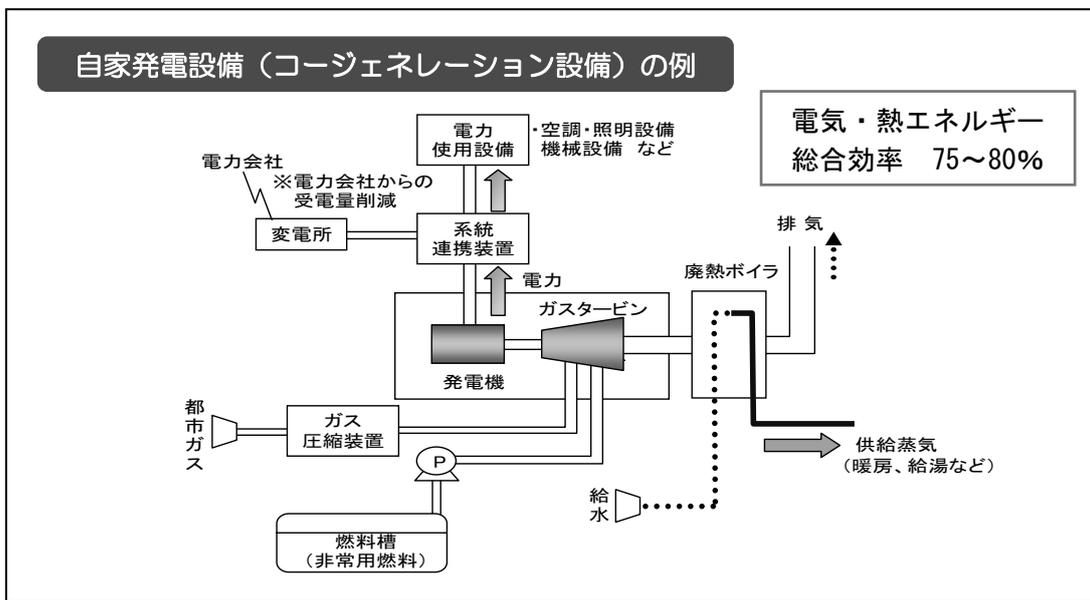 自家発電設備（コージェネレーション設備）の例
電気・熱エネルギー
総合効率　75～80％
電力
使用設備
・空調・照明設備
機械設備　など
電力会社
※電力会社からの
受電量削減
変電所
系統
連携装置
排気
廃熱ボイラ
電力
ガスタービン
発電機
都市ガス
ガス
圧縮装置
P
供給蒸気
（暖房、給湯など）
給水
燃料槽
（非常用燃料）